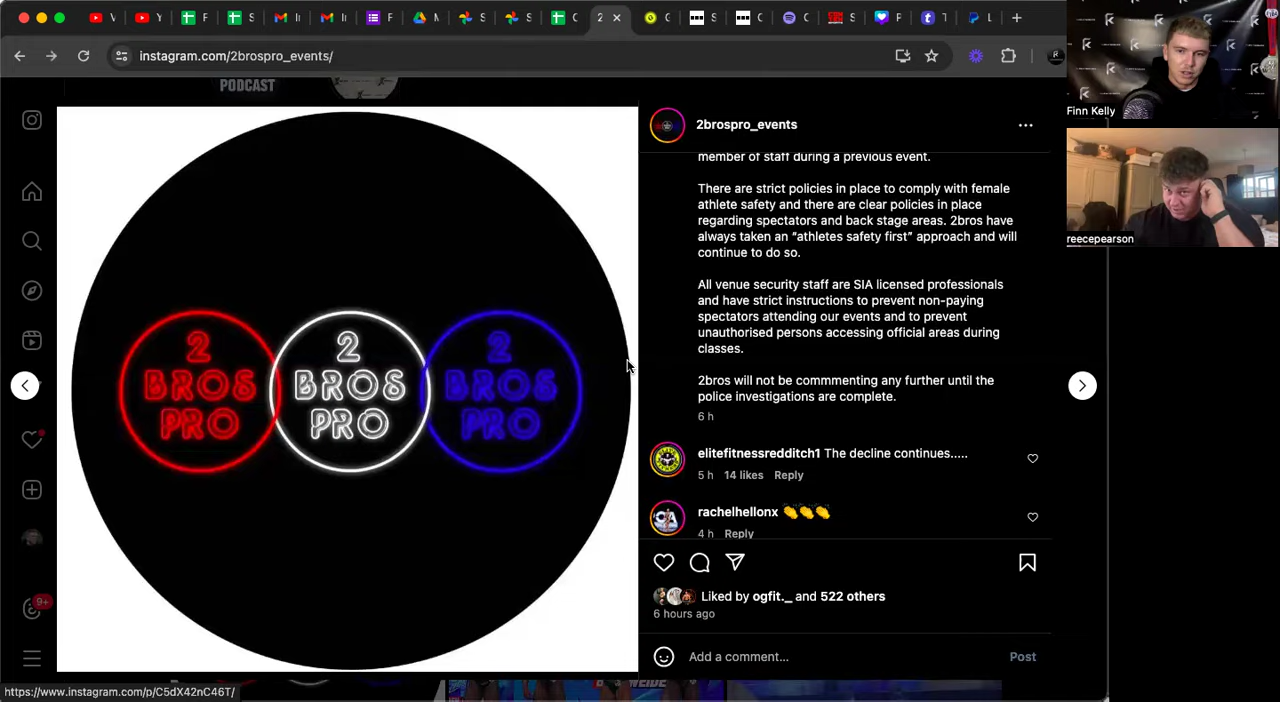 V
Y
F
S
Ir
Ir
F
M
S
S
C
2
C
S
C
C
S
F
T
L
instagram.com/2brospro_events/
PODCAST
2brospro_events
member of staff during a previous event.
There are strict policies in place to comply with female
athlete safety and there are clear policies in place
regarding spectators and back stage areas. 2bros have
always taken an “athletes safety first” approach and will
continue to do so.
All venue security staff are SIA licensed professionals
and have strict instructions to prevent non-paying
spectators attending our events and to prevent
unauthorised persons accessing official areas during
classes.
2bros will not be commmenting any further until the
police investigations are complete.
6 h
elitefitnessredditch1 The decline continues.....
5 h 14 likes Reply
rachelhellonx 👏👏👏
4 h Reply
Liked by ogfit._ and 522 others
6 hours ago
Add a comment... Post
2
BROS
PRO
2
BROS
PRO
2
BROS
PRO
9+
https://www.instagram.com/p/C5dX42nC46T/
Finn Kelly
reecepearson